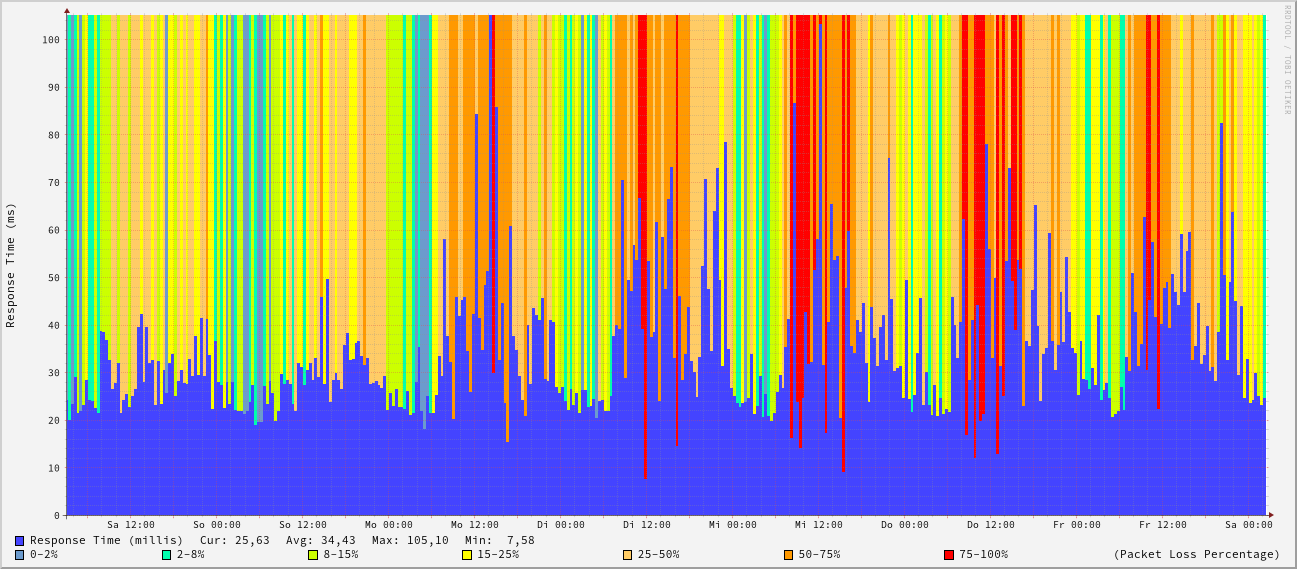 RRDTOOL / TOBI OETIKER
Response Time (ms)
100
90
80
70
60
50
40
30
20
10
0
Sa 12:00 So 00:00 So 12:00 Mo 00:00 Mo 12:00 Di 00:00 Di 12:00 Mi 00:00 Mi 12:00 Do 00:00 Do 12:00 Fr 00:00 Fr 12:00 Sa 00:00
Response Time (millis) Cur: 25,63 Avg: 34,43 Max: 105,10 Min: 7,58
0-2% 2-8% 8-15% 15-25% 25-50% 50-75% 75-100% (Packet Loss Percentage)